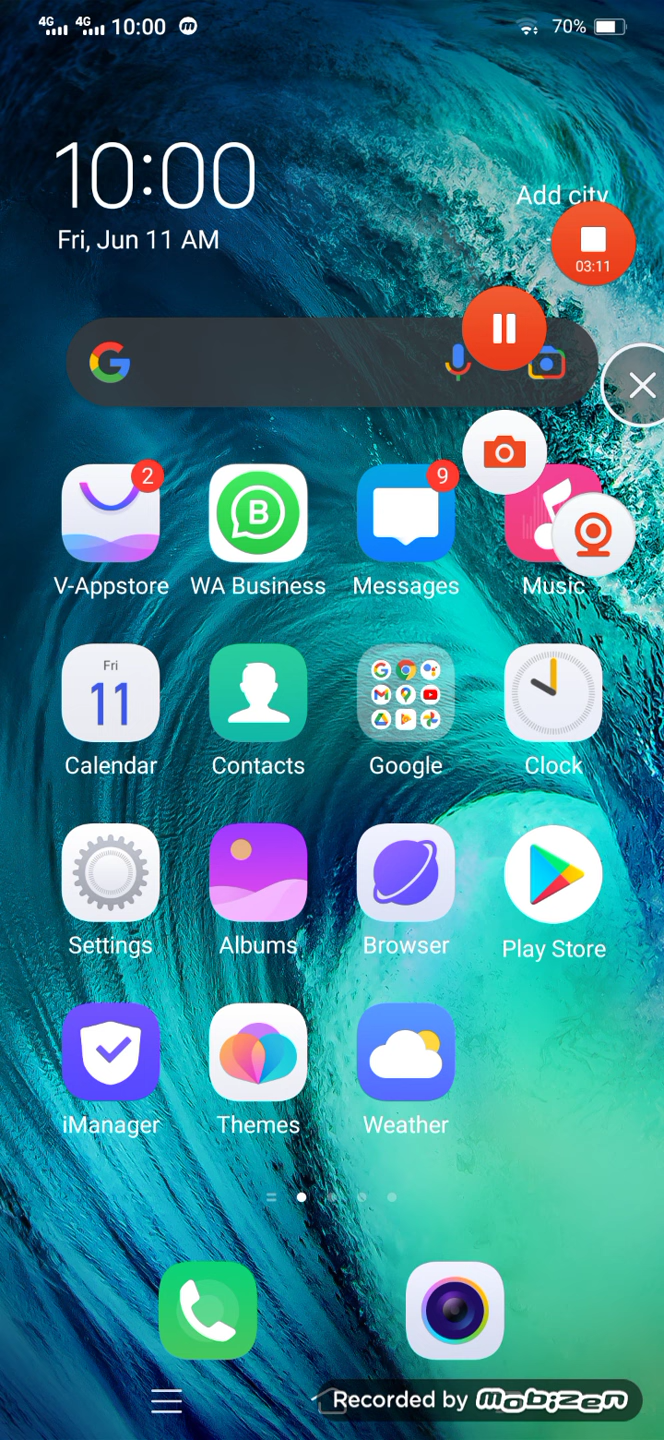 4G 4G 10:00 70%
10:00
Fri, Jun 11 AM
Add city
03:11
2
9
V-Appstore WA Business Messages Music
Fri
11
Calendar Contacts Google Clock
Settings Albums Browser Play Store
iManager Themes Weather
Recorded by mobizen